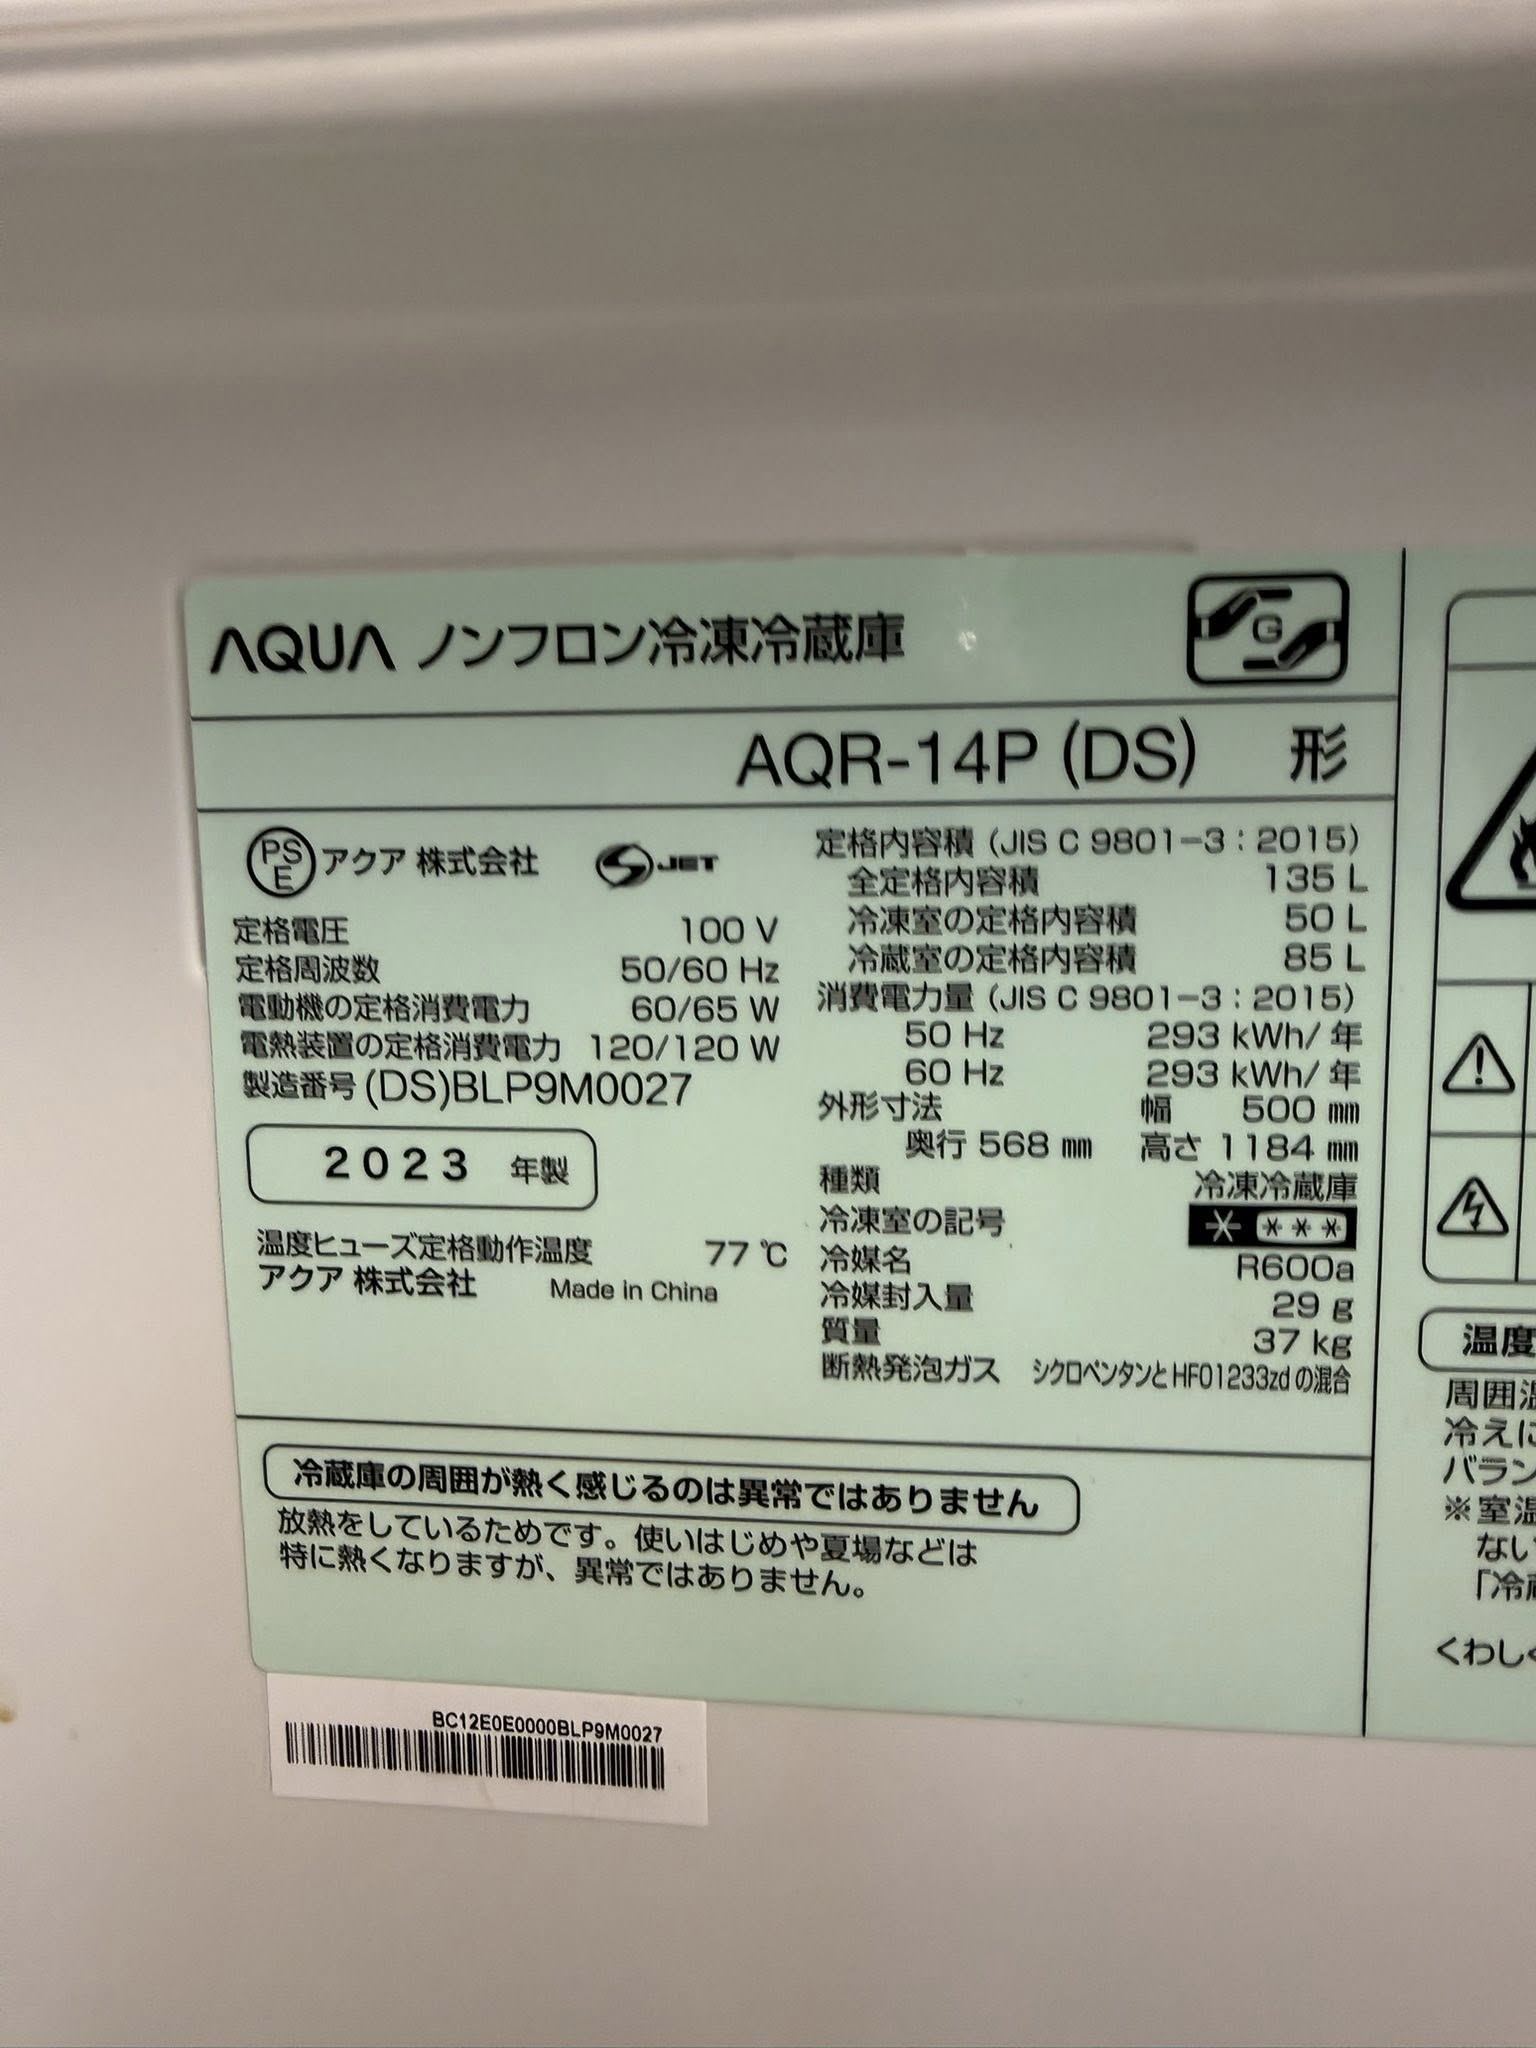 AQUA ノンフロン冷凍冷蔵庫
G
AQR-14P (DS) 形
PSE アクア 株式会社 JET
定格電圧 100 V
定格周波数 50/60 Hz
電動機の定格消費電力 60/65 W
電熱装置の定格消費電力 120/120 W
製造番号 (DS)BLP9M0027
2023 年製
温度ヒューズ定格動作温度 77 ℃
アクア 株式会社 Made in China
定格内容積 (JIS C 9801-3：2015)
全定格内容積 135 L
冷凍室の定格内容積 50 L
冷蔵室の定格内容積 85 L
消費電力量 (JIS C 9801-3：2015)
50 Hz 293 kWh/年
60 Hz 293 kWh/年
外形寸法 幅 500 ㎜
奥行 568 ㎜ 高さ 1184 ㎜
種類 冷凍冷蔵庫
冷凍室の記号 * ***
冷媒名 R600a
冷媒封入量 29 g
質量 37 kg
断熱発泡ガス シクロペンタンとHFO1233zdの混合
冷蔵庫の周囲が熱く感じるのは異常ではありません
放熱をしているためです。使いはじめや夏場などは
特に熱くなりますが、異常ではありません。
BC12E0E0000BLP9M0027
温度
周囲温
冷えに
バラン
※室温
ない
「冷蔵
くわしく